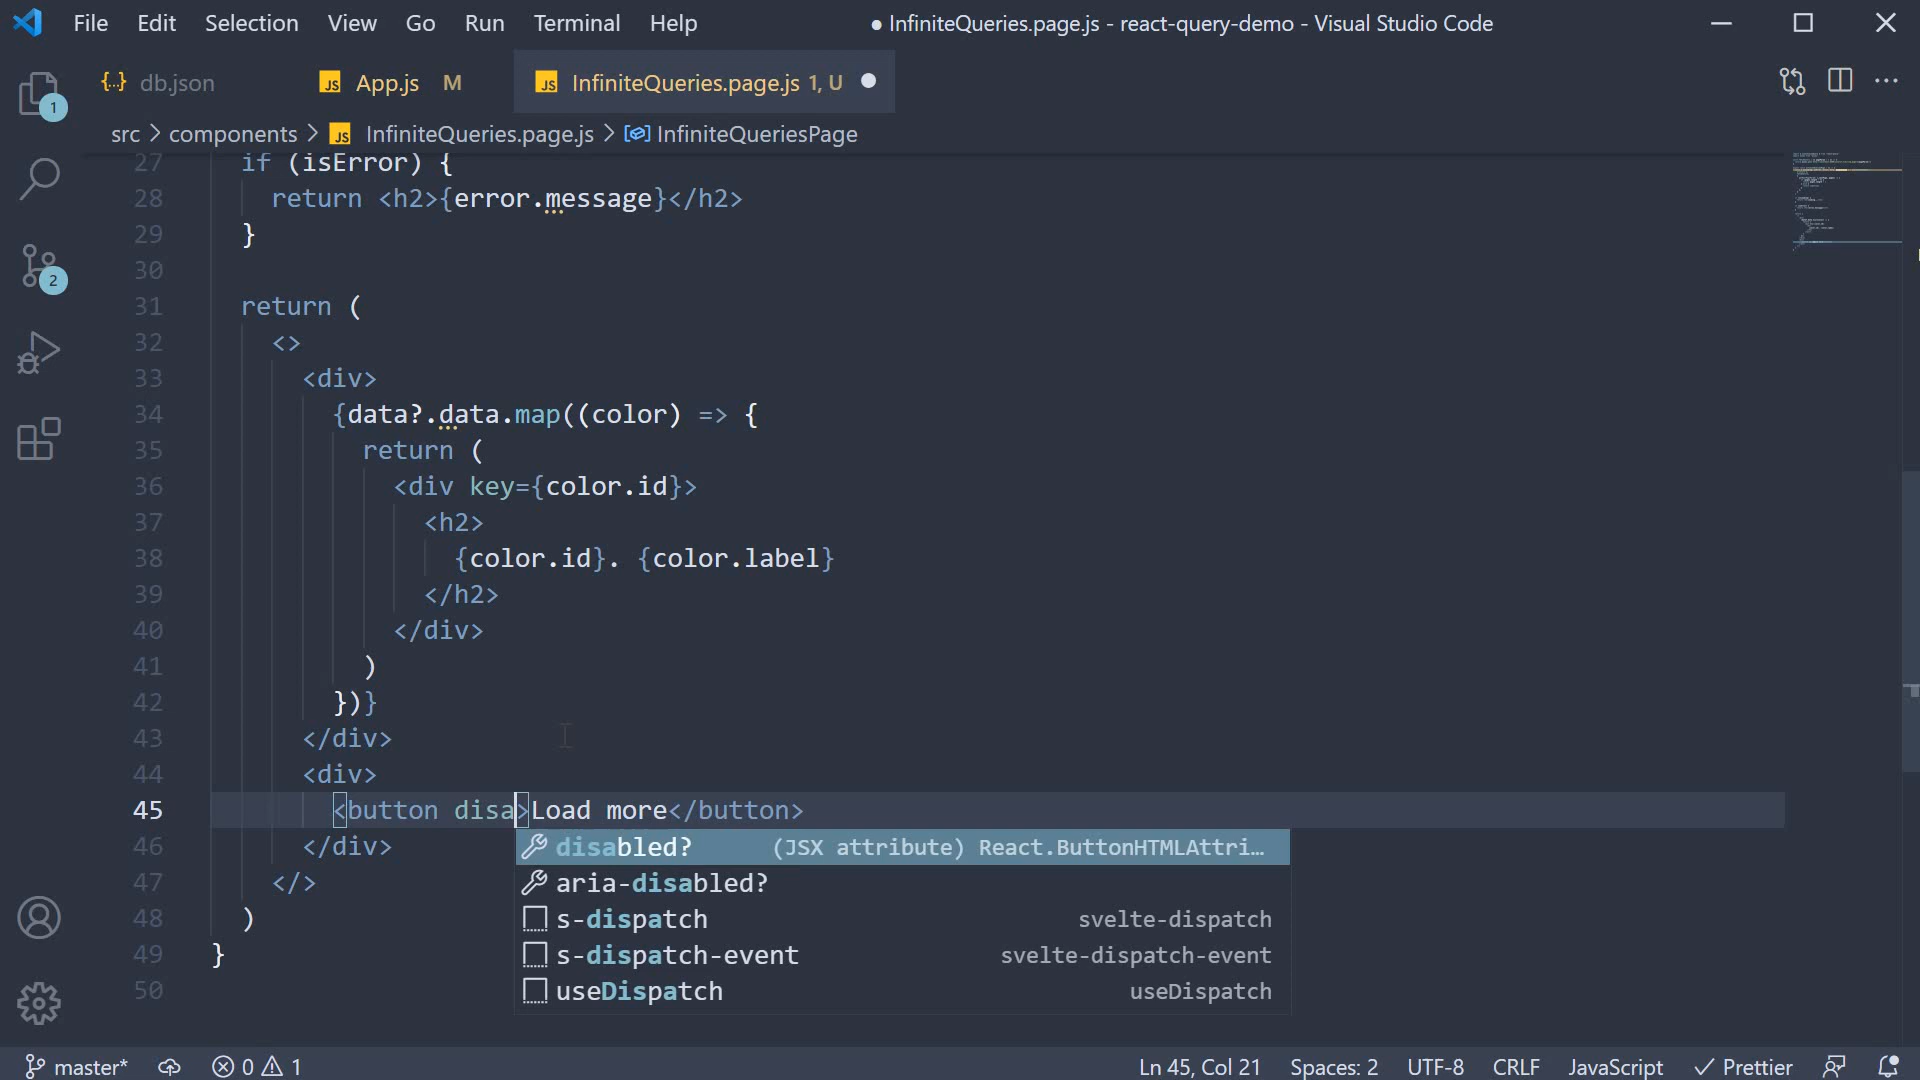 File Edit Selection View Go Run Terminal Help ● InfiniteQueries.page.js - react-query-demo - Visual Studio Code
{..} db.json JS App.js M JS InfiniteQueries.page.js 1, U
src > components > JS InfiniteQueries.page.js > InfiniteQueriesPage
1
2
27 if (isError) {
28 return <h2>{error.message}</h2>
29 }
30
31 return (
32 <>
33 <div>
34 {data?.data.map((color) => {
35 return (
36 <div key={color.id}>
37 <h2>
38 {color.id}. {color.label}
39 </h2>
40 </div>
41 )
42 })}
43 </div>
44 <div>
45 <button disa>Load more</button>
46 </div>
47 </>
48 )
49 }
50
disabled? (JSX attribute) React.ButtonHTMLAttri…
aria-disabled?
s-dispatch svelte-dispatch
s-dispatch-event svelte-dispatch-event
useDispatch useDispatch
master* 0 1 Ln 45, Col 21 Spaces: 2 UTF-8 CRLF JavaScript Prettier